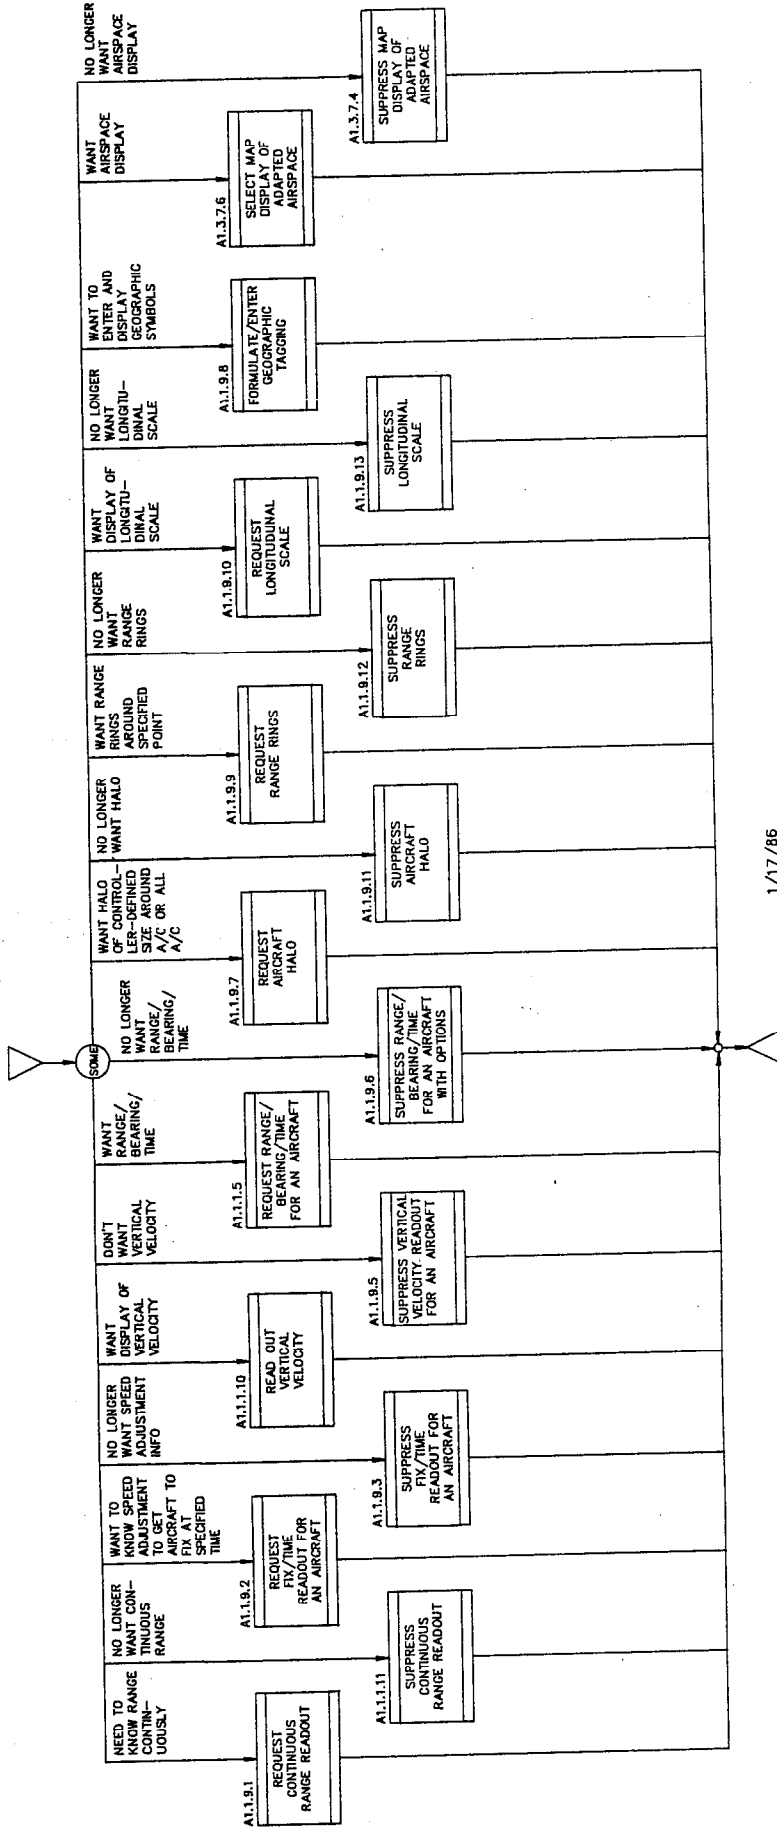 SOME
NEED TO
KNOW RANGE
CONTIN-
UOUSLY
A1.1.9.1
REQUEST
CONTINUOUS
RANGE READOUT
NO LONGER
WANT CON-
TINUOUS
RANGE
A1.1.1.11
SUPPRESS
CONTINUOUS
RANGE READOUT
WANT TO
KNOW SPEED
ADJUSTMENT
TO GET
AIRCRAFT TO
FIX AT
SPECIFIED
TIME
A1.1.9.2
REQUEST
FIX/TIME
READOUT FOR
AN AIRCRAFT
NO LONGER
WANT SPEED
ADJUSTMENT
INFO
A1.1.9.3
SUPPRESS
FIX/TIME
READOUT FOR
AN AIRCRAFT
WANT
DISPLAY OF
VERTICAL
VELOCITY
A1.1.1.10
READ OUT
VERTICAL
VELOCITY
DON'T
WANT
VERTICAL
VELOCITY
A1.1.9.5
SUPPRESS VERTICAL
VELOCITY READOUT
FOR AN AIRCRAFT
WANT
RANGE/
BEARING/
TIME
A1.1.1.5
REQUEST RANGE/
BEARING/TIME
FOR AN AIRCRAFT
NO LONGER
WANT
RANGE/
BEARING/
TIME
A1.1.9.6
SUPPRESS RANGE/
BEARING/TIME
FOR AN AIRCRAFT
WITH OPTIONS
WANT HALO
OF CONTROL-
LER-DEFINED
SIZE AROUND
A/C OR ALL
A/C
A1.1.9.7
REQUEST
AIRCRAFT
HALO
NO LONGER
WANT HALO
A1.1.9.11
SUPPRESS
AIRCRAFT
HALO
WANT RANGE
RINGS
AROUND
SPECIFIED
POINT
A1.1.9.9
REQUEST
RANGE RINGS
NO LONGER
WANT
RANGE
RINGS
A1.1.9.12
SUPPRESS
RANGE
RINGS
WANT
DISPLAY OF
LONGITU-
DINAL
SCALE
A1.1.9.10
REQUEST
LONGITUDUNAL
SCALE
NO LONGER
WANT
LONGITU-
DINAL
SCALE
A1.1.9.13
SUPPRESS
LONGITUDINAL
SCALE
WANT TO
ENTER AND
DISPLAY
GEOGRAPHIC
SYMBOLS
A1.1.9.8
FORMULATE/ENTER
GEOGRAPHIC
TAGGING
WANT
AIRSPACE
DISPLAY
A1.3.7.6
SELECT MAP
DISPLAY OF
ADAPTED
AIRSPACE
NO LONGER
WANT
AIRSPACE
DISPLAY
A1.3.7.4
SUPPRESS MAP
DISPLAY OF
ADAPTED
AIRSPACE
1/17/86